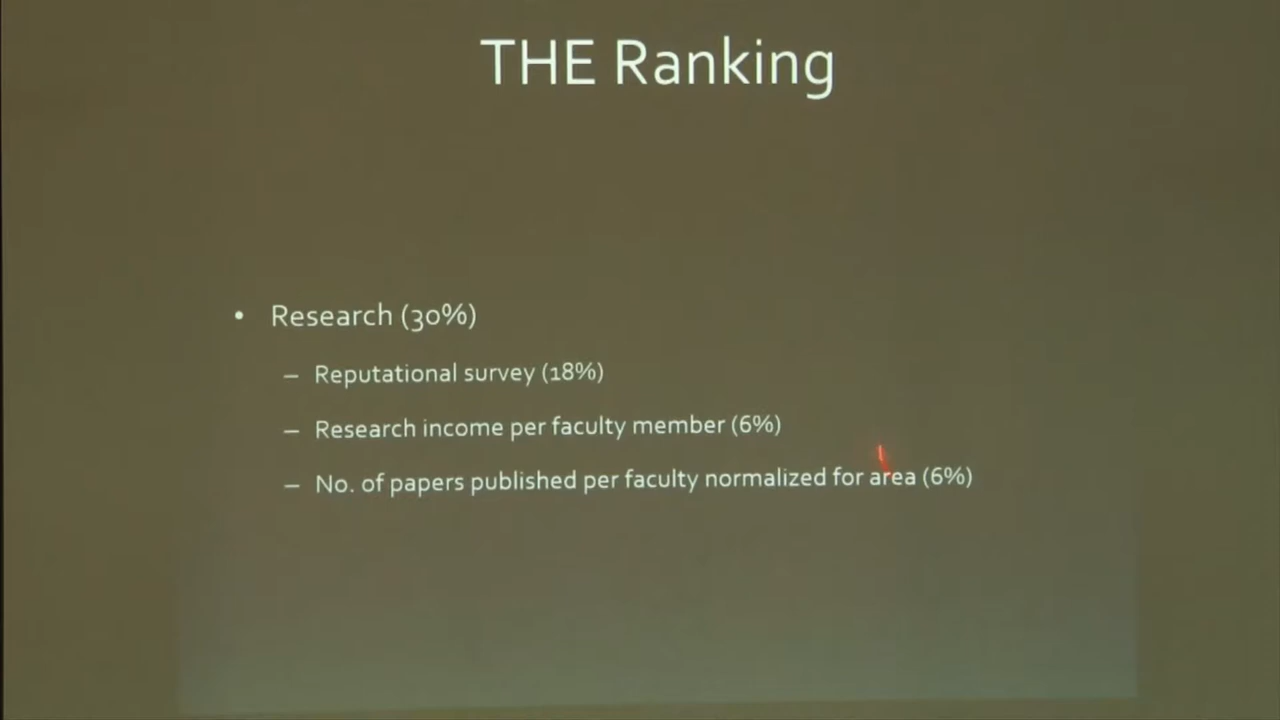 THE Ranking
• Research (30%)
– Reputational survey (18%)
– Research income per faculty member (6%)
– No. of papers published per faculty normalized for area (6%)